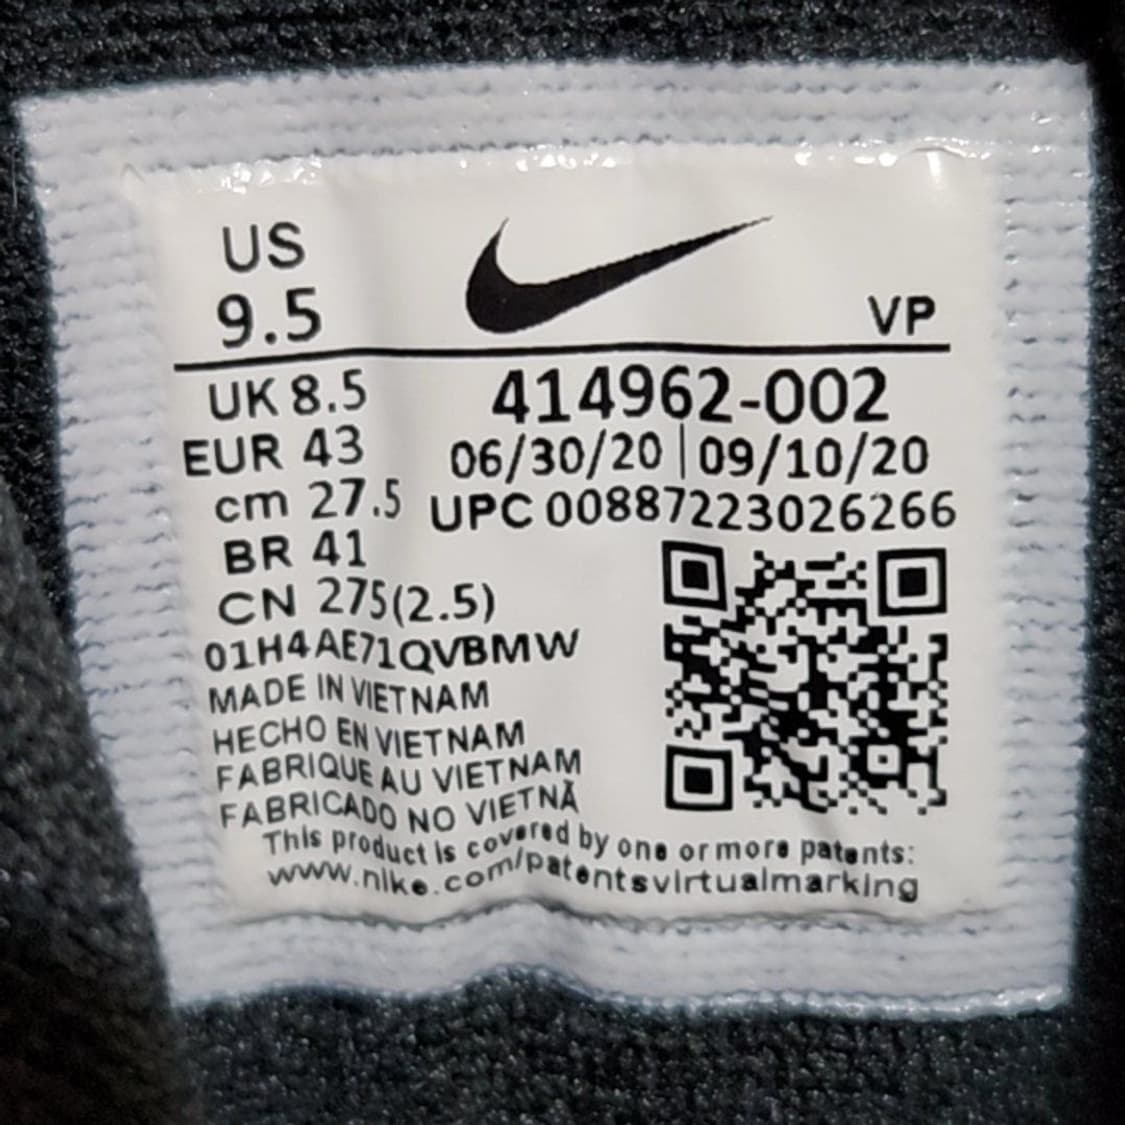 US
9.5
VP
UK 8.5
414962-002
EUR 43
06/30/20 | 09/10/20
cm 27.5
UPC 00887223026266
BR 41
CN 275(2.5)
01H4AE71QVBMW
MADE IN VIETNAM
HECHO EN VIETNAM
FABRIQUE AU VIETNAM
FABRICADO NO VIETNÃ
This product is covered by one or more patents:
www.nike.com/patentsvirtualmarking